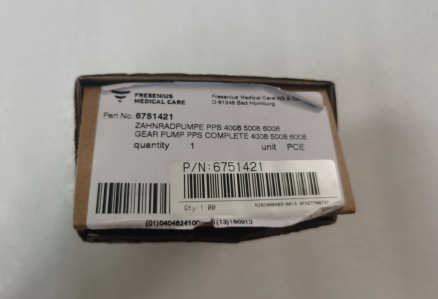 FRESENIUS
MEDICAL CARE
Fresenius Medical Care AG &
D-61346 Bad Homburg
Part No. 6751421
ZAHNRADPUMPE PPS 4008 5008 6008
GEAR PUMP PPS COMPLETE 4008 5008 6008
quantity 1 unit PCE
P/N:6751421
Qty:1.00